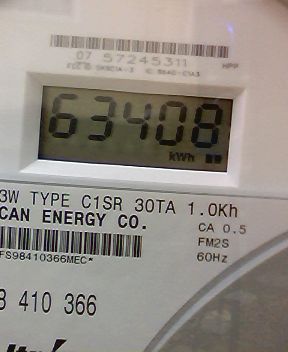 07 57245311
HPP
63408
kWh
3W TYPE C1SR 30TA 1.0Kh
CAN ENERGY CO.
CA 0.5
FM2S
FS98410366MEC*
60Hz
410 366